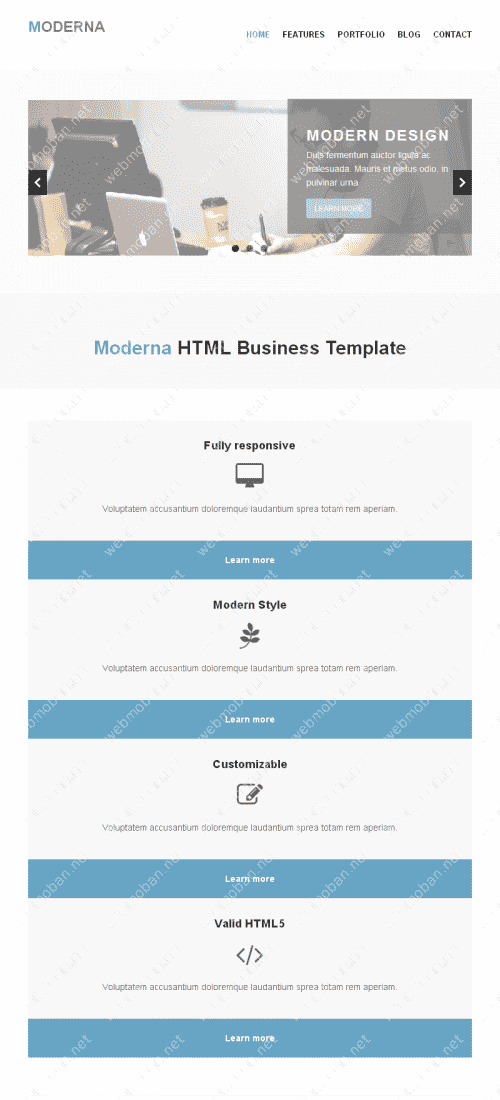 MODERNA
HOME FEATURES PORTFOLIO BLOG CONTACT
MODERN DESIGN
Duis fermentum auctor ligula ac
malesuada. Mauris et metus odio, in
pulvinar urna
LEARN MORE
Moderna HTML Business Template
Fully responsive
Voluptatem accusantium doloremque laudantium sprea totam rem aperiam.
Learn more
Modern Style
Voluptatem accusantium doloremque laudantium sprea totam rem aperiam.
Learn more
Customizable
Voluptatem accusantium doloremque laudantium sprea totam rem aperiam.
Learn more
Valid HTML5
Voluptatem accusantium doloremque laudantium sprea totam rem aperiam.
Learn more
webmoban.net